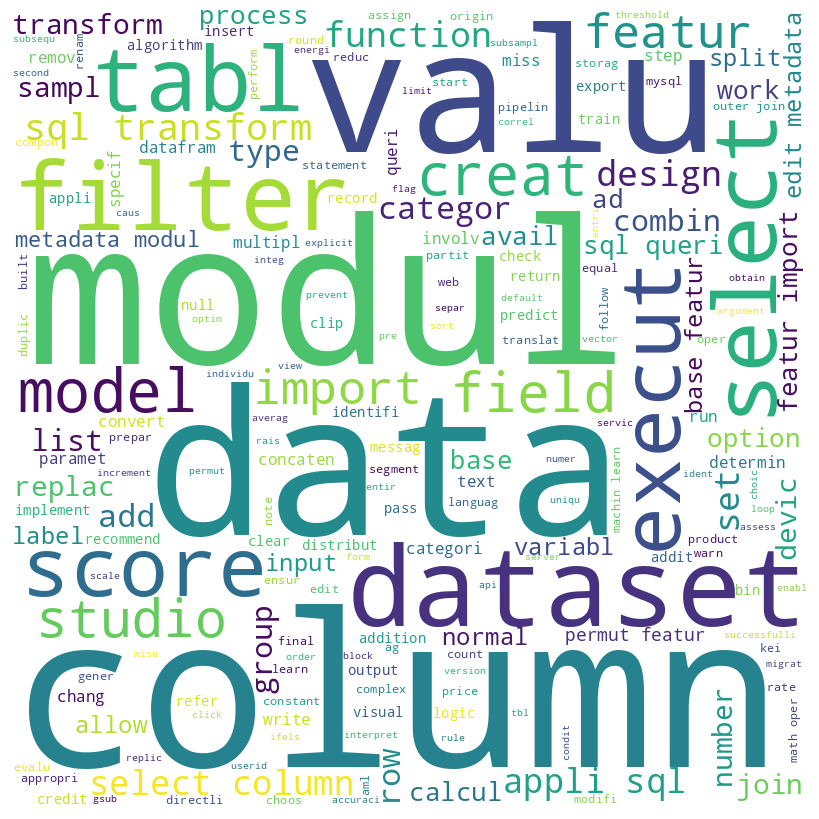 transform
process
assign
origin
threshold
subsequ
second
renam
algorithm
insert
function
round
energi
reduc
subsampl
featur
remov
sampl
tabl
perform
valu
limit
start
miss
storag
step
split
export
mysql
work
outer join
edit metadata
sql transform
compon
datafram
type
statement
queri
pipelin
correl
train
filter
specif
appli
caus
record
flag
creat
design
categor
ad
combin
select
metadata modul
multipl
explicit
involv
avail
entri
sql queri
built
integ
partit
check
return
equal
execut
base featur
featur import
obtain
modul
null
optim
prevent
clip
web
separ
default
sort
predict
translat
follow
argument
duplic
pre
vector
oper
individu
view
model
import
field
identifi
servic
run
list
convert
averag
rais
messag
numer
option
paramet
prepar
concaten
base
machin learn
determin
increment
permut
segment
text
data
replac
entir
languag
uniqu
set
ident
choic
loop
devic
implement
add
note
pass
label
recommend
clear
distribut
categori
variabl
product
warn
assess
score
scale
input
form
ensur
edit
api
server
dataset
addit
bin
enabl
studio
group
final
addition
ag
normal
count
permut featur
successfulli
kei
column
wise
gener
learn
order
block
output
version
migrat
chang
refer
click
constant
complex
price
tbl
rate
allow
write
visual
logic
number
math oper
replic
ifels
interpret
rule
condit
evalu
appropri
userid
row
select column
aml
calcul
appli sql
join
credit
gsub
directli
choos
accuraci
modifi